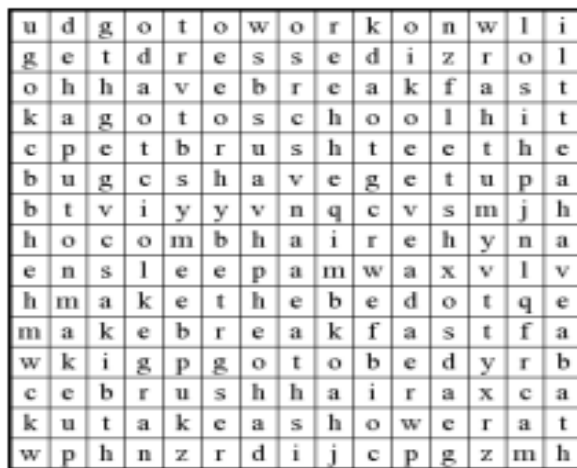 u d g o t o w o r k o n w l i
g e t d r e s s e d i z r o l
o h h a v e b r e a k f a s t
k a g o t o s c h o o l h i t
c p e t b r u s h t e e t h e
b u g c s h a v e g e t u p a
b t v i y y v n q c v s m j h
h o c o m b h a i r e h y n a
e n s l e e p a m w a x v l v
h m a k e t h e b e d o t q e
m a k e b r e a k f a s t f a
w k i g p g o t o b e d y r b
c e b r u s h h a i r a x c a
k u t a k e a s h o w e r a t
w p h n z r d i j c p g z m h